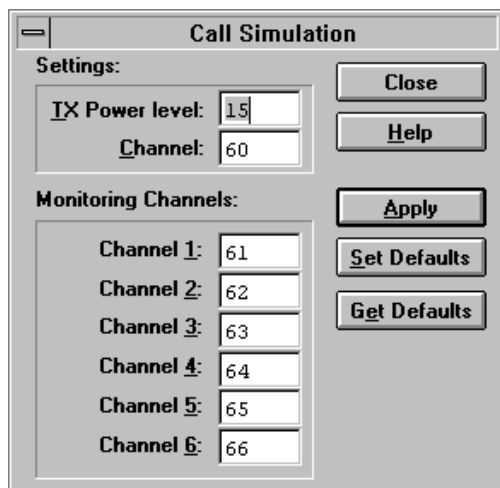 Call Simulation
Settings:
TX Power level: 15
Channel: 60
Close
Help
Monitoring Channels:
Channel 1: 61
Channel 2: 62
Channel 3: 63
Channel 4: 64
Channel 5: 65
Channel 6: 66
Apply
Set Defaults
Get Defaults